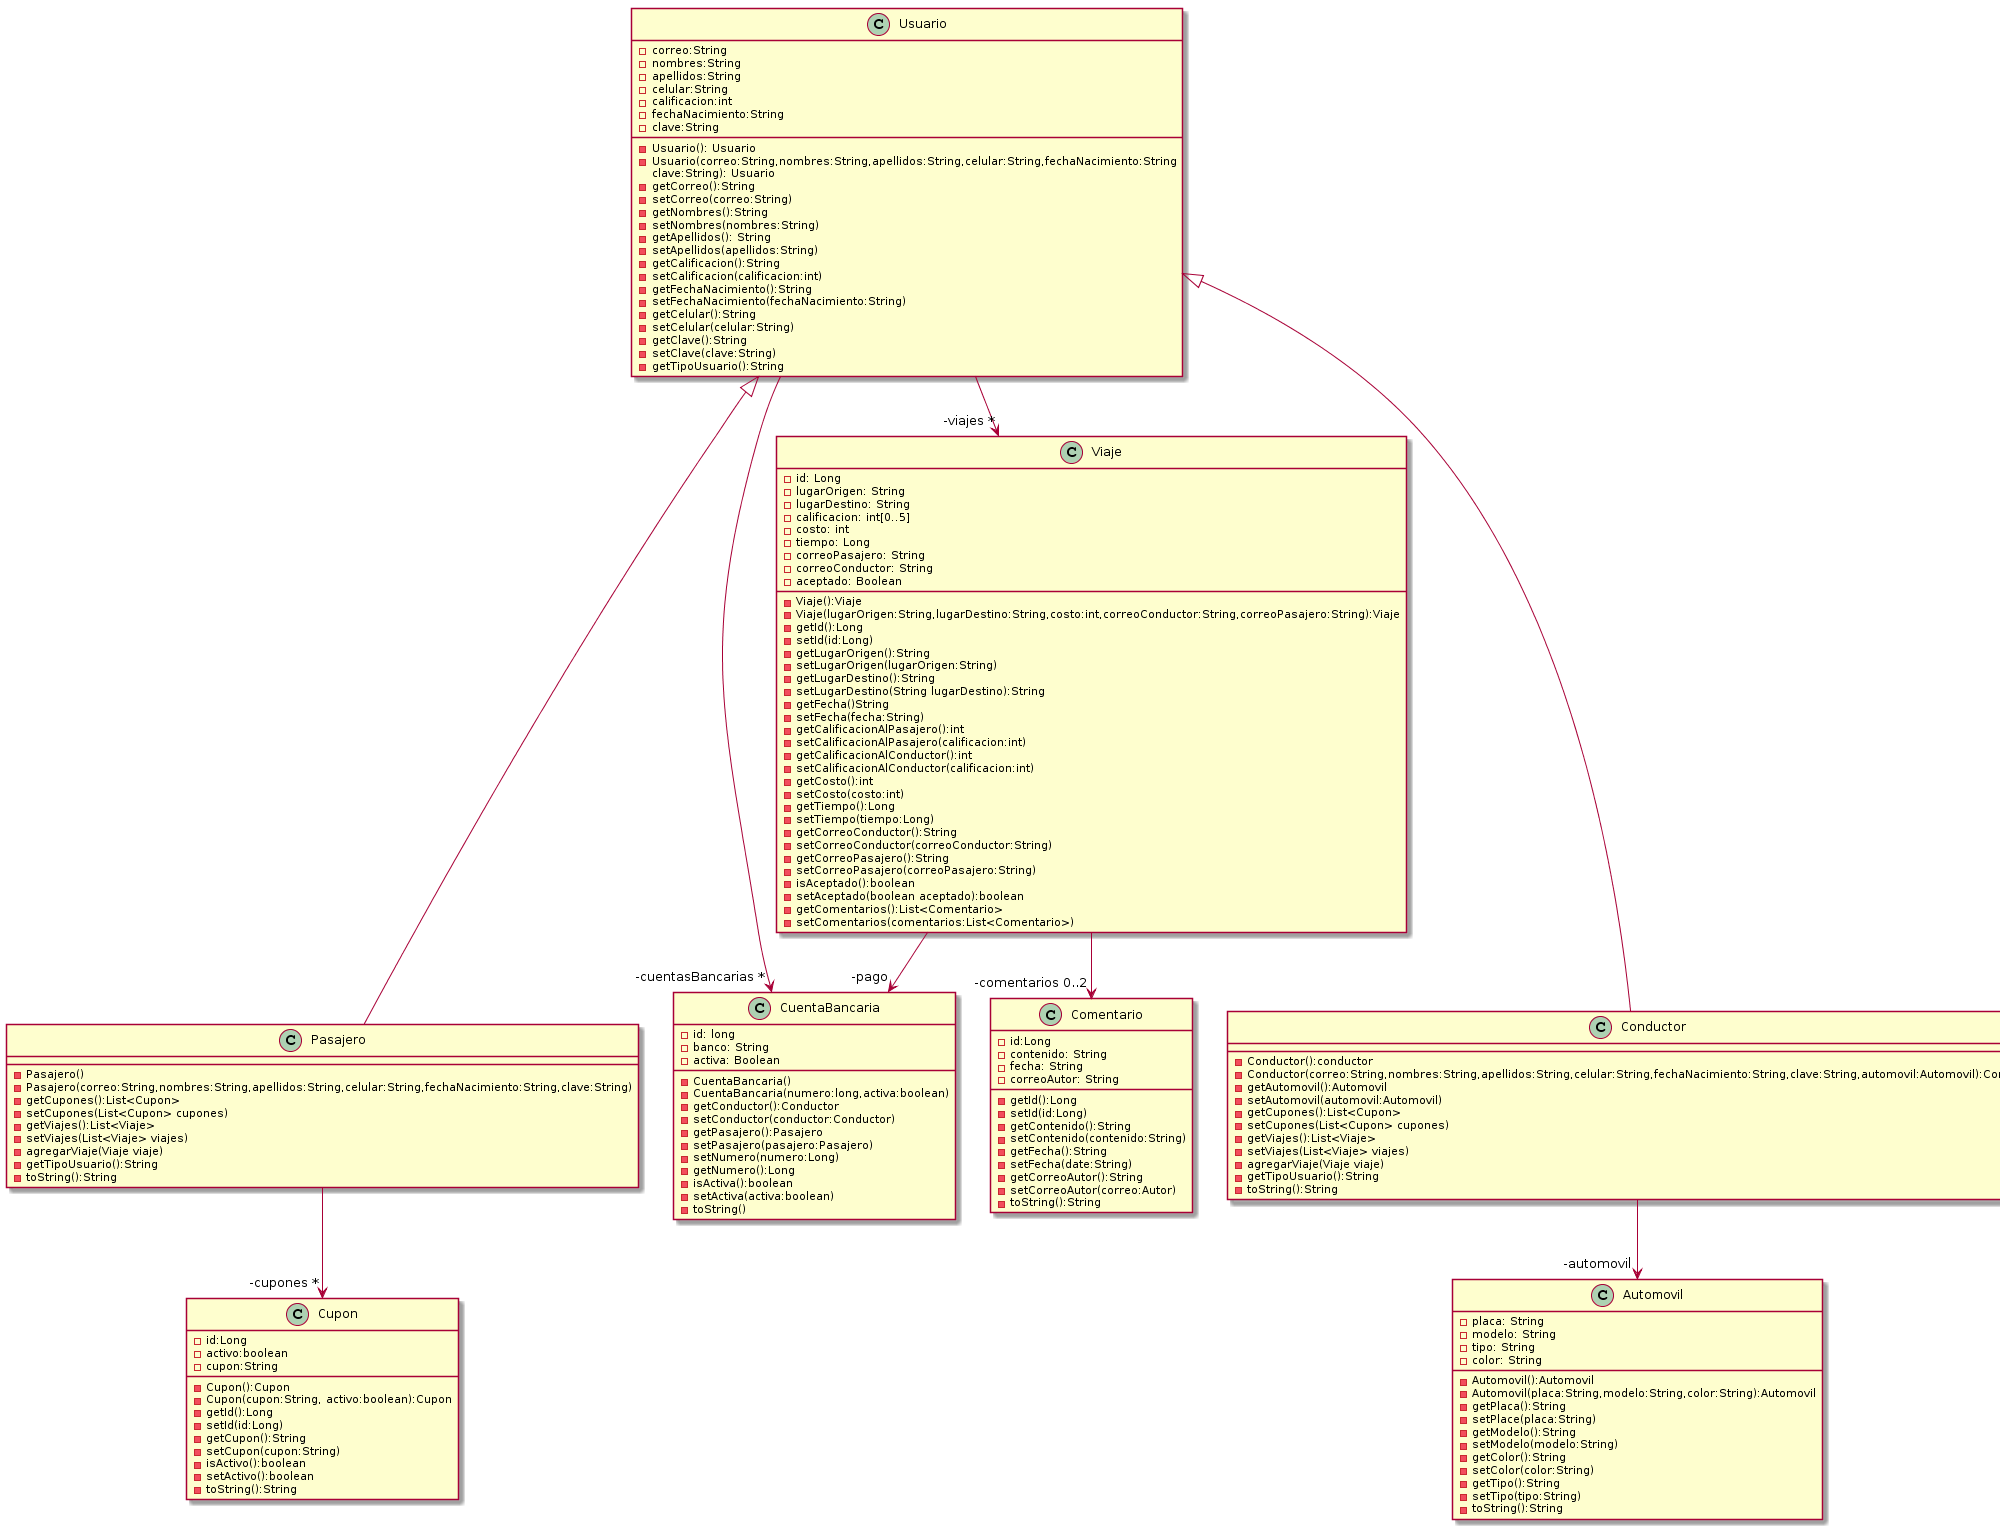 Usuario
correo:String
nombres:String
apellidos:String
celular:String
calificacion:int
fechaNacimiento:String
clave:String
Usuario(): Usuario
Usuario(correo:String,nombres:String,apellidos:String,celular:String,fechaNacimiento:String
clave:String): Usuario
getCorreo():String
setCorreo(correo:String)
getNombres():String
setNombres(nombres:String)
getApellidos(): String
setApellidos(apellidos:String)
getCalificacion():String
setCalificacion(calificacion:int)
getFechaNacimiento():String
setFechaNacimiento(fechaNacimiento:String)
getCelular():String
setCelular(celular:String)
getClave():String
setClave(clave:String)
getTipoUsuario():String
-viajes *
Viaje
id: Long
lugarOrigen: String
lugarDestino: String
calificacion: int[0..5]
costo: int
tiempo: Long
correoPasajero: String
correoConductor: String
aceptado: Boolean
Viaje():Viaje
Viaje(lugarOrigen:String,lugarDestino:String,costo:int,correoConductor:String,correoPasajero:String):Viaje
getId():Long
setId(id:Long)
getLugarOrigen():String
setLugarOrigen(lugarOrigen:String)
getLugarDestino():String
setLugarDestino(String lugarDestino):String
getFecha()String
setFecha(fecha:String)
getCalificacionAlPasajero():int
setCalificacionAlPasajero(calificacion:int)
getCalificacionAlConductor():int
setCalificacionAlConductor(calificacion:int)
getCosto():int
setCosto(costo:int)
getTiempo():Long
setTiempo(tiempo:Long)
getCorreoConductor():String
setCorreoConductor(correoConductor:String)
getCorreoPasajero():String
setCorreoPasajero(correoPasajero:String)
isAceptado():boolean
setAceptado(boolean aceptado):boolean
getComentarios():List<Comentario>
setComentarios(comentarios:List<Comentario>)
-cuentasBancarias *
-pago
-comentarios 0..2
Pasajero
Pasajero()
Pasajero(correo:String,nombres:String,apellidos:String,celular:String,fechaNacimiento:String,clave:String)
getCupones():List<Cupon>
setCupones(List<Cupon> cupones)
getViajes():List<Viaje>
setViajes(List<Viaje> viajes)
agregarViaje(Viaje viaje)
getTipoUsuario():String
toString():String
CuentaBancaria
id: long
banco: String
activa: Boolean
CuentaBancaria()
CuentaBancaria(numero:long,activa:boolean)
getConductor():Conductor
setConductor(conductor:Conductor)
getPasajero():Pasajero
setPasajero(pasajero:Pasajero)
setNumero(numero:Long)
getNumero():Long
isActiva():boolean
setActiva(activa:boolean)
toString()
Comentario
id:Long
contenido: String
fecha: String
correoAutor: String
getId():Long
setId(id:Long)
getContenido():String
setContenido(contenido:String)
getFecha():String
setFecha(date:String)
getCorreoAutor():String
setCorreoAutor(correo:Autor)
toString():String
Conductor
Conductor():conductor
Conductor(correo:String,nombres:String,apellidos:String,celular:String,fechaNacimiento:String,clave:String,automovil:Automovil):Co
getAutomovil():Automovil
setAutomovil(automovil:Automovil)
getCupones():List<Cupon>
setCupones(List<Cupon> cupones)
getViajes():List<Viaje>
setViajes(List<Viaje> viajes)
agregarViaje(Viaje viaje)
getTipoUsuario():String
toString():String
-cupones *
Cupon
id:Long
activo:boolean
cupon:String
Cupon():Cupon
Cupon(cupon:String, activo:boolean):Cupon
getId():Long
setId(id:Long)
getCupon():String
setCupon(cupon:String)
isActivo():boolean
setActivo():boolean
toString():String
-automovil
Automovil
placa: String
modelo: String
tipo: String
color: String
Automovil():Automovil
Automovil(placa:String,modelo:String,color:String):Automovil
getPlaca():String
setPlace(placa:String)
getModelo():String
setModelo(modelo:String)
getColor():String
setColor(color:String)
getTipo():String
setTipo(tipo:String)
toString():String